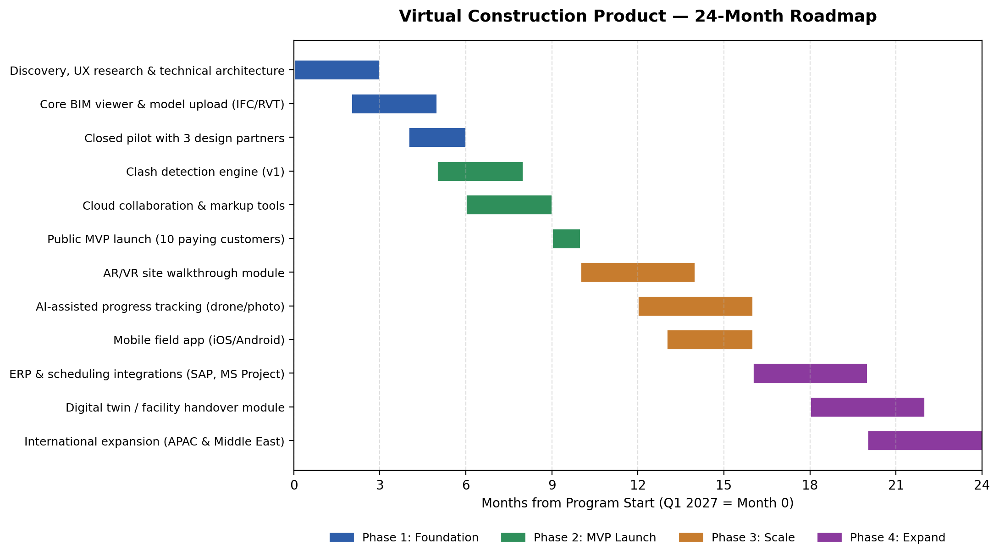 Virtual Construction Product — 24-Month Roadmap
Discovery, UX research & technical architecture
Core BIM viewer & model upload (IFC/RVT)
Closed pilot with 3 design partners
Clash detection engine (v1)
Cloud collaboration & markup tools
Public MVP launch (10 paying customers)
AR/VR site walkthrough module
AI-assisted progress tracking (drone/photo)
Mobile field app (iOS/Android)
ERP & scheduling integrations (SAP, MS Project)
Digital twin / facility handover module
International expansion (APAC & Middle East)
0 3 6 9 12 15 18 21 24
Months from Program Start (Q1 2027 = Month 0)
Phase 1: Foundation Phase 2: MVP Launch Phase 3: Scale Phase 4: Expand